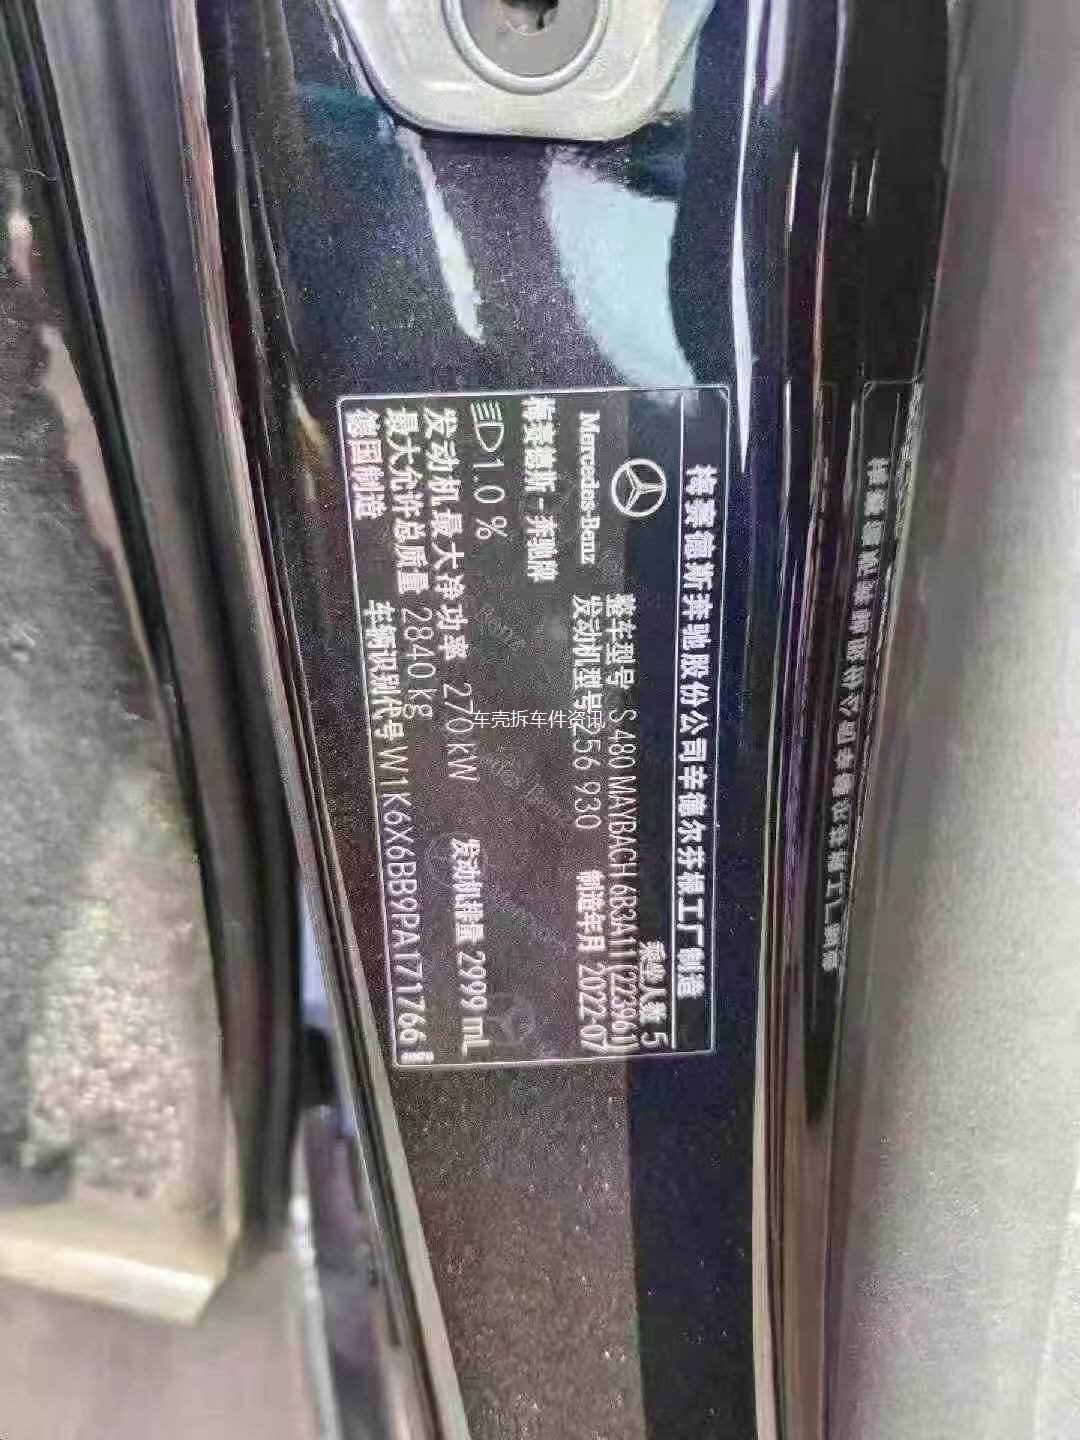 梅赛德斯奔驰股份公司辛德尔芬根工厂制造
乘坐人数 5
Mercedes-Benz
整车型号 S 480 MAYBACH 6B3A11(223961)
发动机型号256 930
制造年月 2022-07
梅赛德斯-奔驰牌
1.0 %
发动机最大净功率 270 kW
发动机排量 2999 mL
最大允许总质量 2840 kg
德国制造
车辆识别代号 W1K6X6BB9PA171766
车壳拆车件资讯